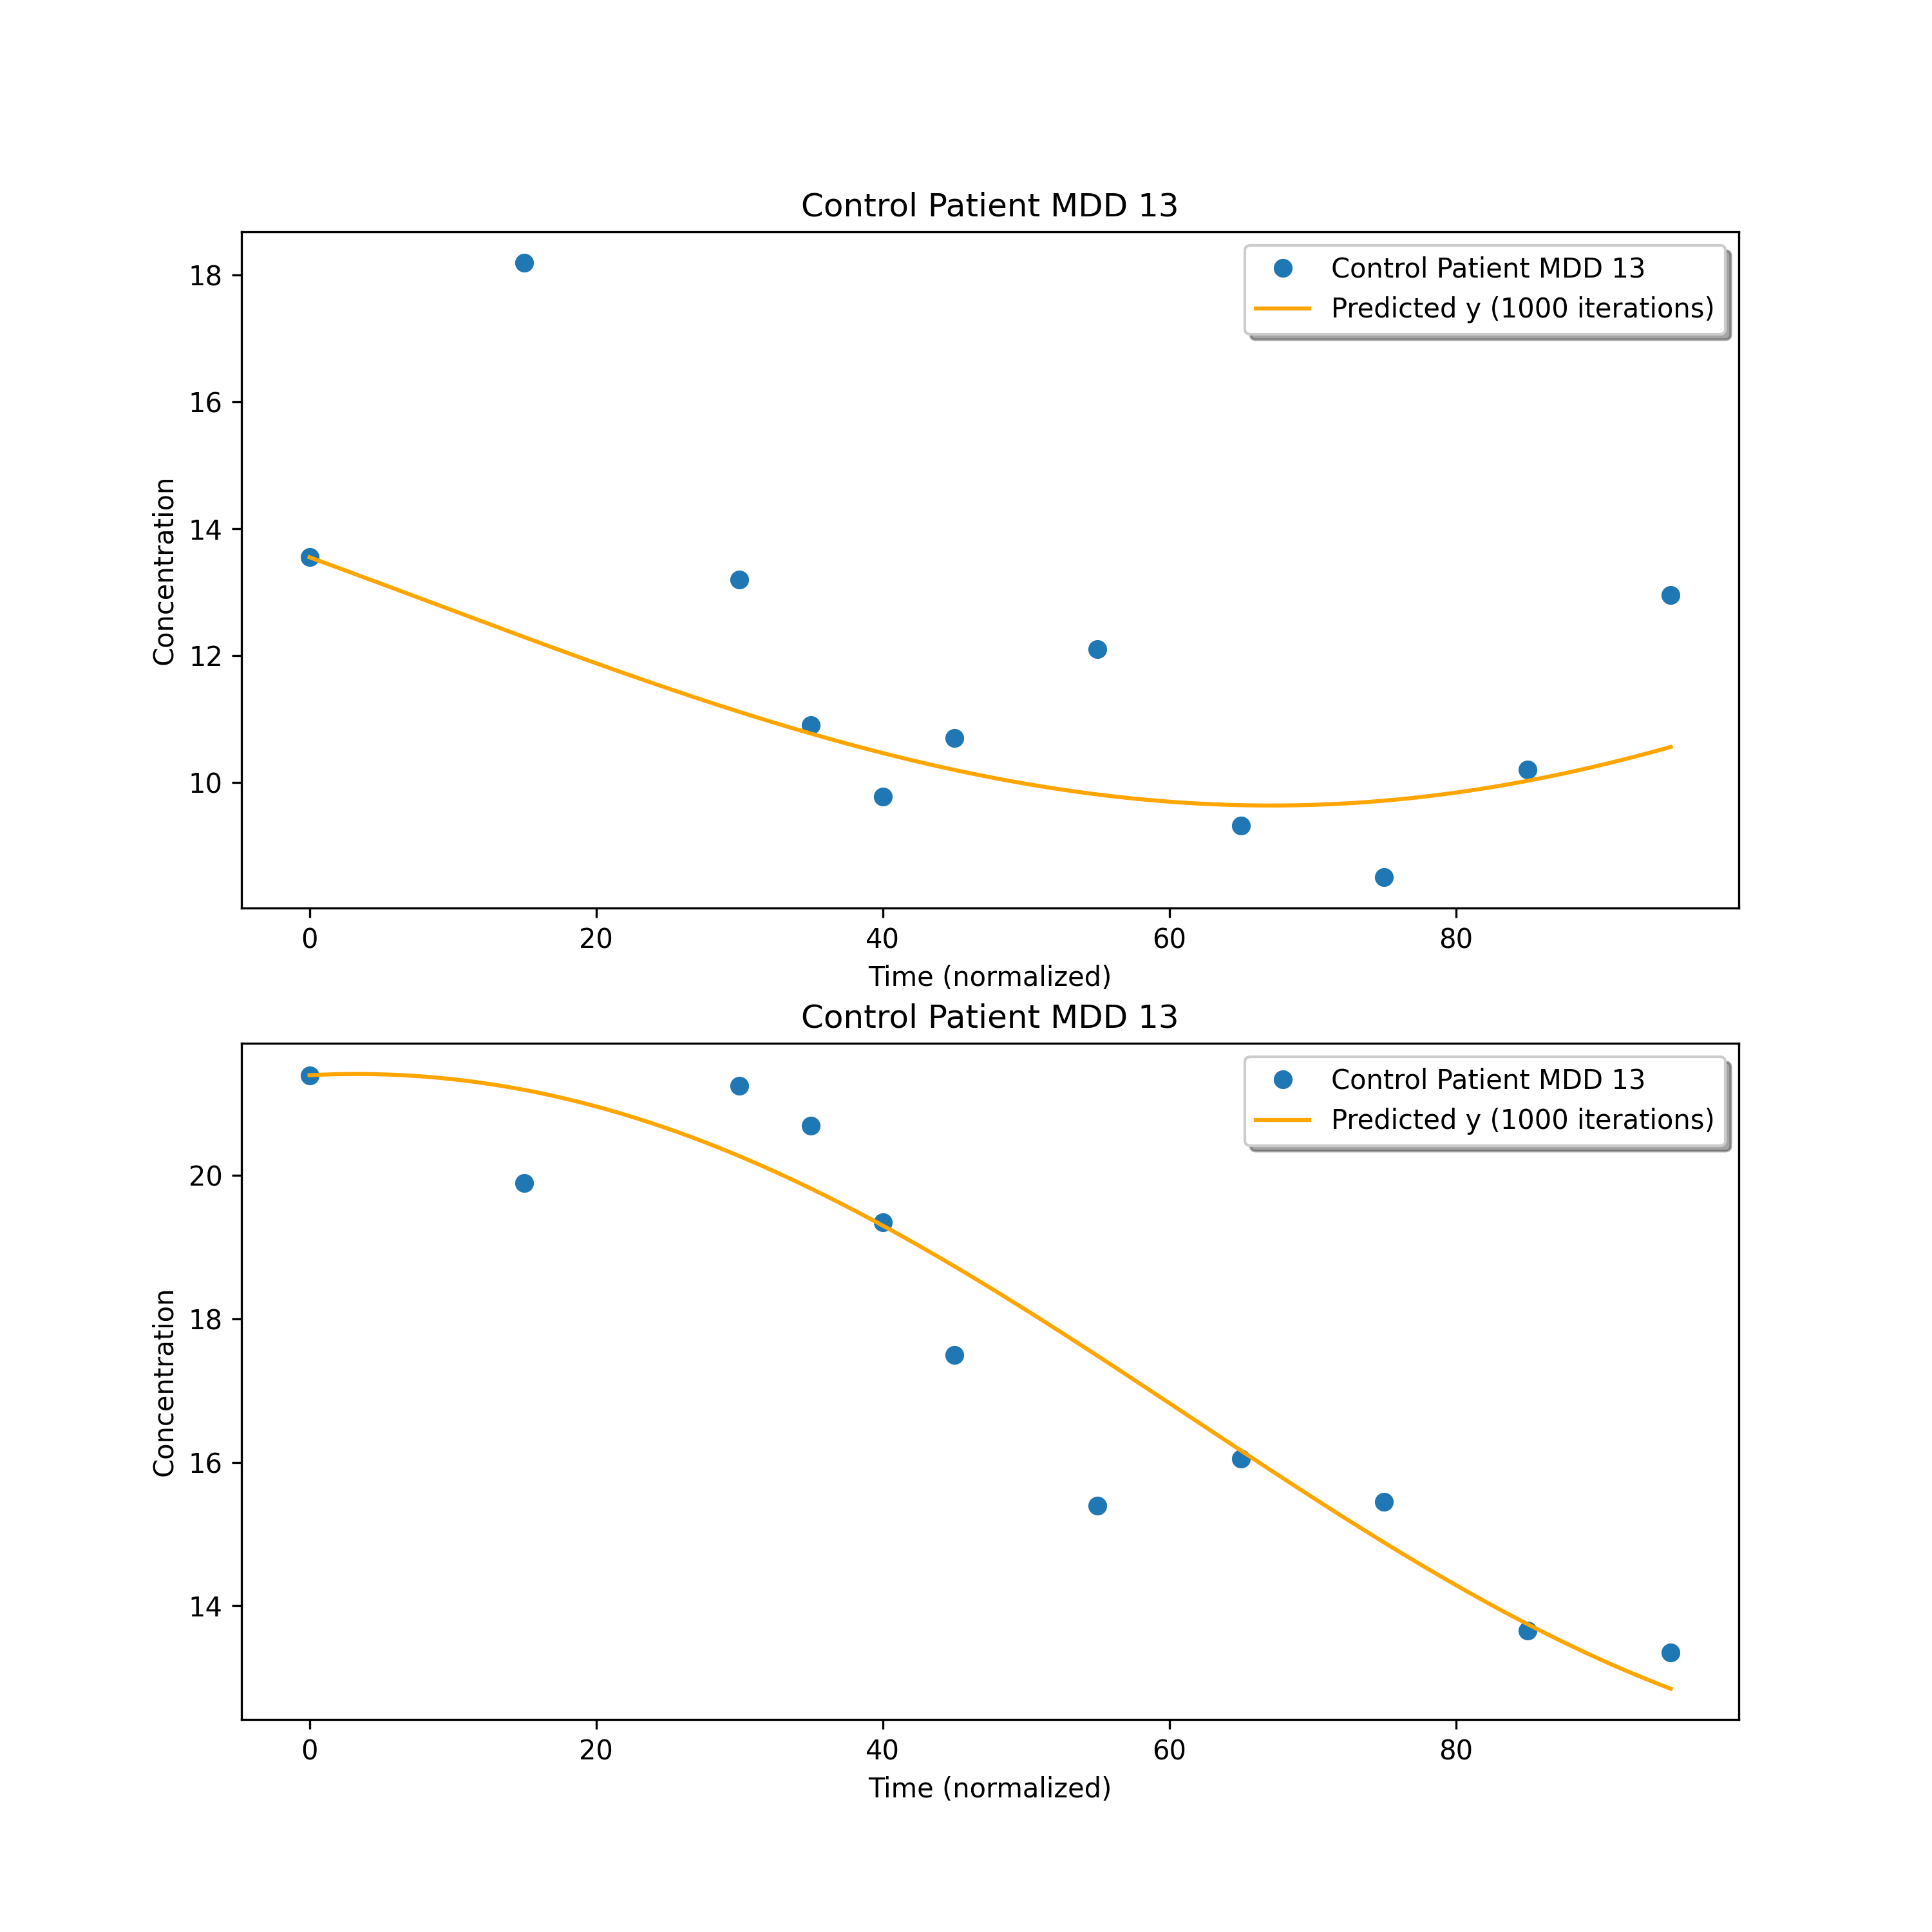 Control Patient MDD 13
Control Patient MDD 13
Predicted y (1000 iterations)
18
16
14
12
10
Concentration
0 20 40 60 80
Time (normalized)
Control Patient MDD 13
Control Patient MDD 13
Predicted y (1000 iterations)
20
18
16
14
Concentration
0 20 40 60 80
Time (normalized)